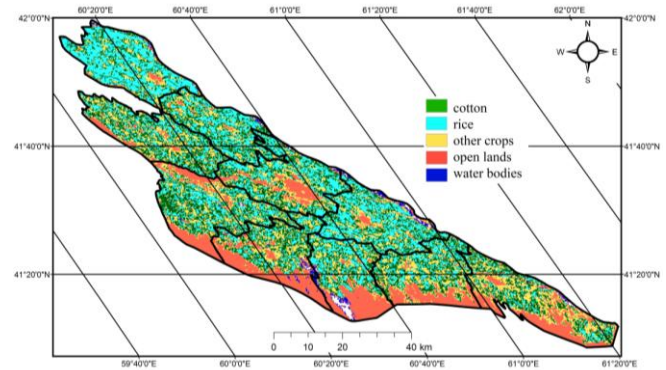 60°20'0"E 60°40'0"E 61°0'0"E 61°20'0"E 61°40'0"E 62°0'0"E
42°0'0"N 42°0'0"N
N
W E
S
cotton
rice
other crops
open lands
water bodies
41°40'0"N 41°40'0"N
41°20'0"N 41°20'0"N
0 10 20 40 km
59°40'0"E 60°0'0"E 60°20'0"E 60°40'0"E 61°0'0"E 61°20'0"E